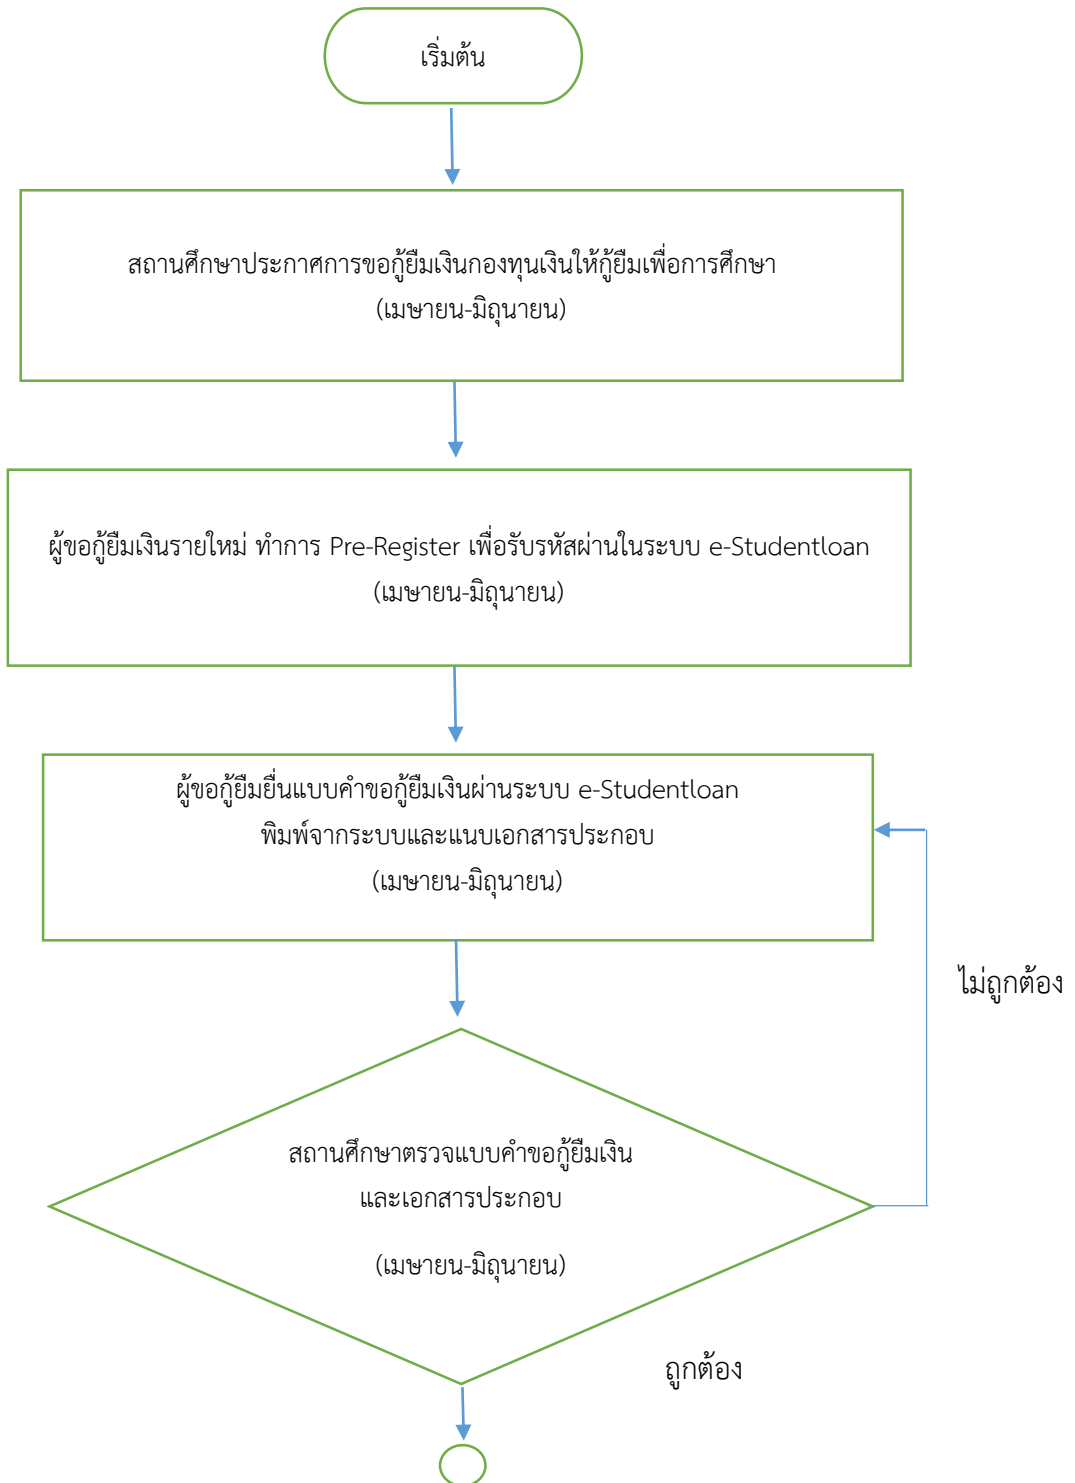 เริ่มต้น
สถานศึกษาประกาศการขอกู้ยืมเงินกองทุนเงินให้กู้ยืมเพื่อการศึกษา
(เมษายน-มิถุนายน)
ผู้ขอกู้ยืมเงินรายใหม่ ทำการ Pre-Register เพื่อรับรหัสผ่านในระบบ e-Studentloan
(เมษายน-มิถุนายน)
ผู้ขอกู้ยืมยื่นแบบคำขอกู้ยืมเงินผ่านระบบ e-Studentloan
พิมพ์จากระบบและแนบเอกสารประกอบ
(เมษายน-มิถุนายน)
ไม่ถูกต้อง
สถานศึกษาตรวจแบบคำขอกู้ยืมเงิน
และเอกสารประกอบ
(เมษายน-มิถุนายน)
ถูกต้อง